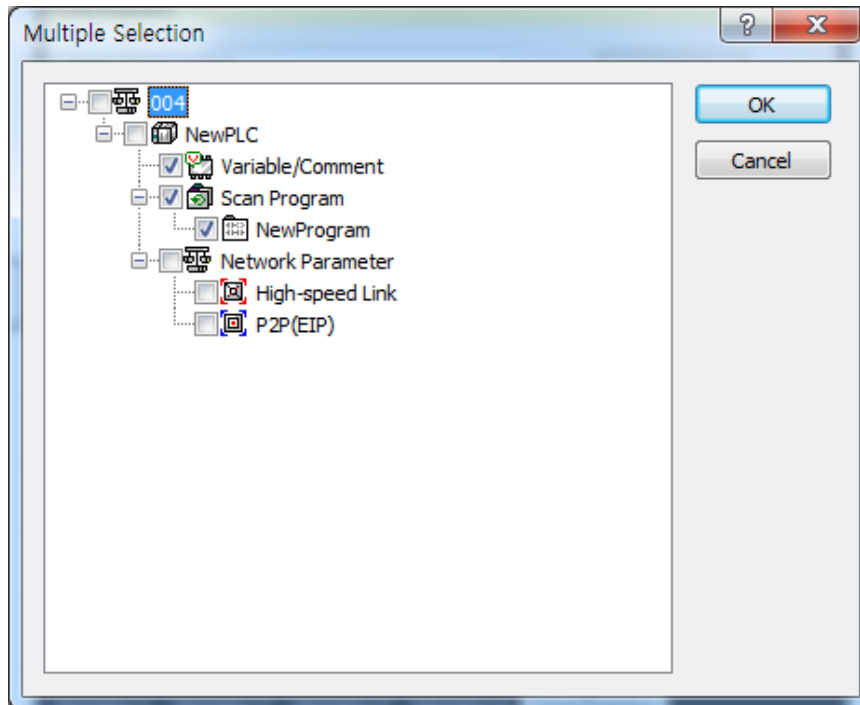 Multiple Selection
004
NewPLC
Variable/Comment
Scan Program
NewProgram
Network Parameter
High-speed Link
P2P(EIP)
OK
Cancel